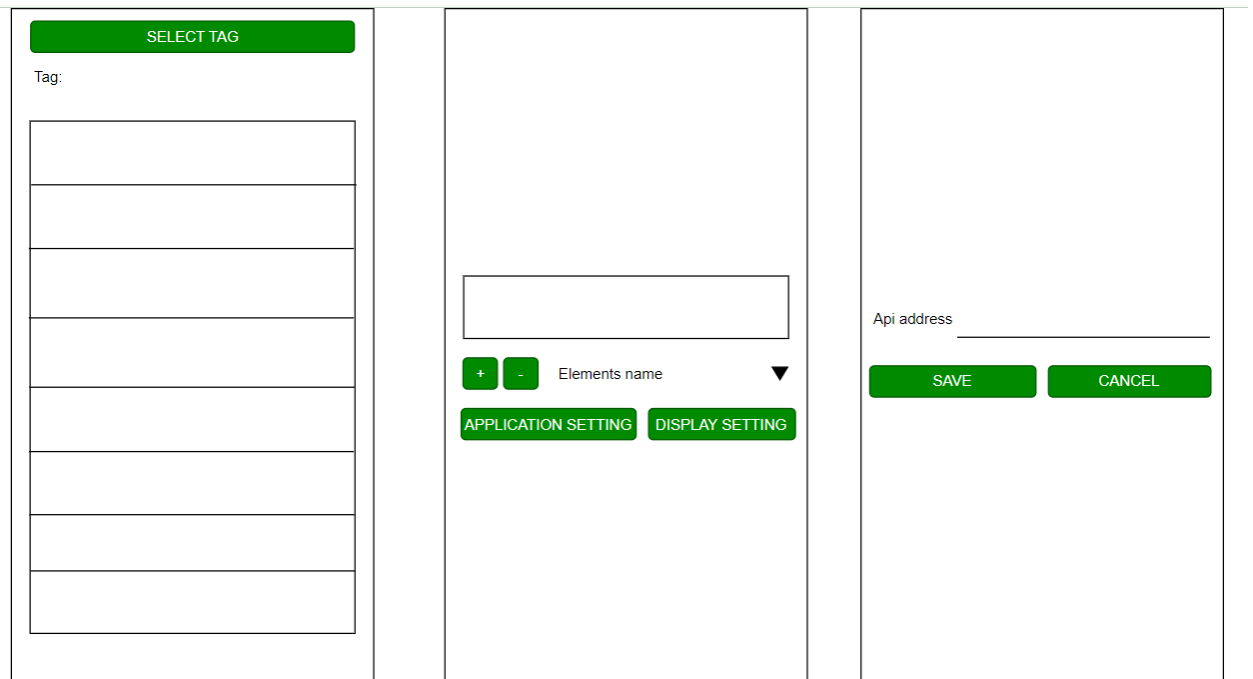 SELECT TAG
Tag:
+ - Elements name
APPLICATION SETTING DISPLAY SETTING
Api address
SAVE CANCEL